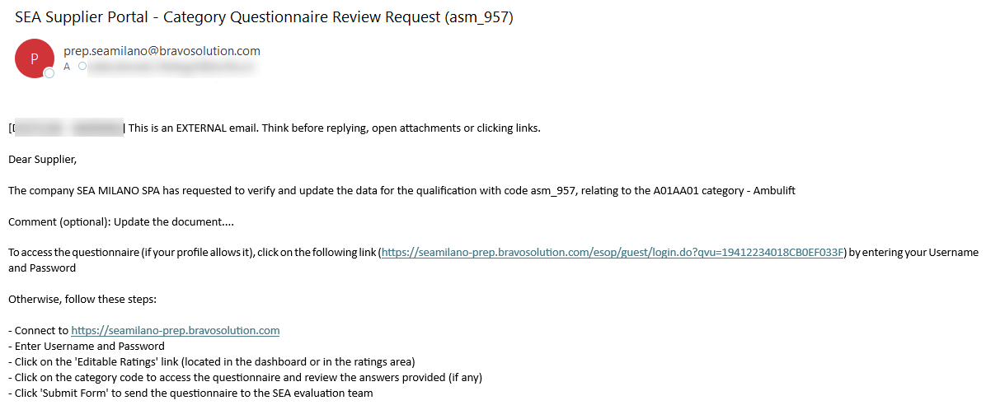 SEA Supplier Portal - Category Questionnaire Review Request (asm_957)
P
prep.seamilano@bravosolution.com
A
[ ] This is an EXTERNAL email. Think before replying, open attachments or clicking links.
Dear Supplier,
The company SEA MILANO SPA has requested to verify and update the data for the qualification with code asm_957, relating to the A01AA01 category - Ambulift
Comment (optional): Update the document....
To access the questionnaire (if your profile allows it), click on the following link (https://seamilano-prep.bravosolution.com/esop/guest/login.do?qvu=19412234018CB0EF033F) by entering your Username
and Password
Otherwise, follow these steps:
- Connect to https://seamilano-prep.bravosolution.com
- Enter Username and Password
- Click on the 'Editable Ratings' link (located in the dashboard or in the ratings area)
- Click on the category code to access the questionnaire and review the answers provided (if any)
- Click 'Submit Form' to send the questionnaire to the SEA evaluation team